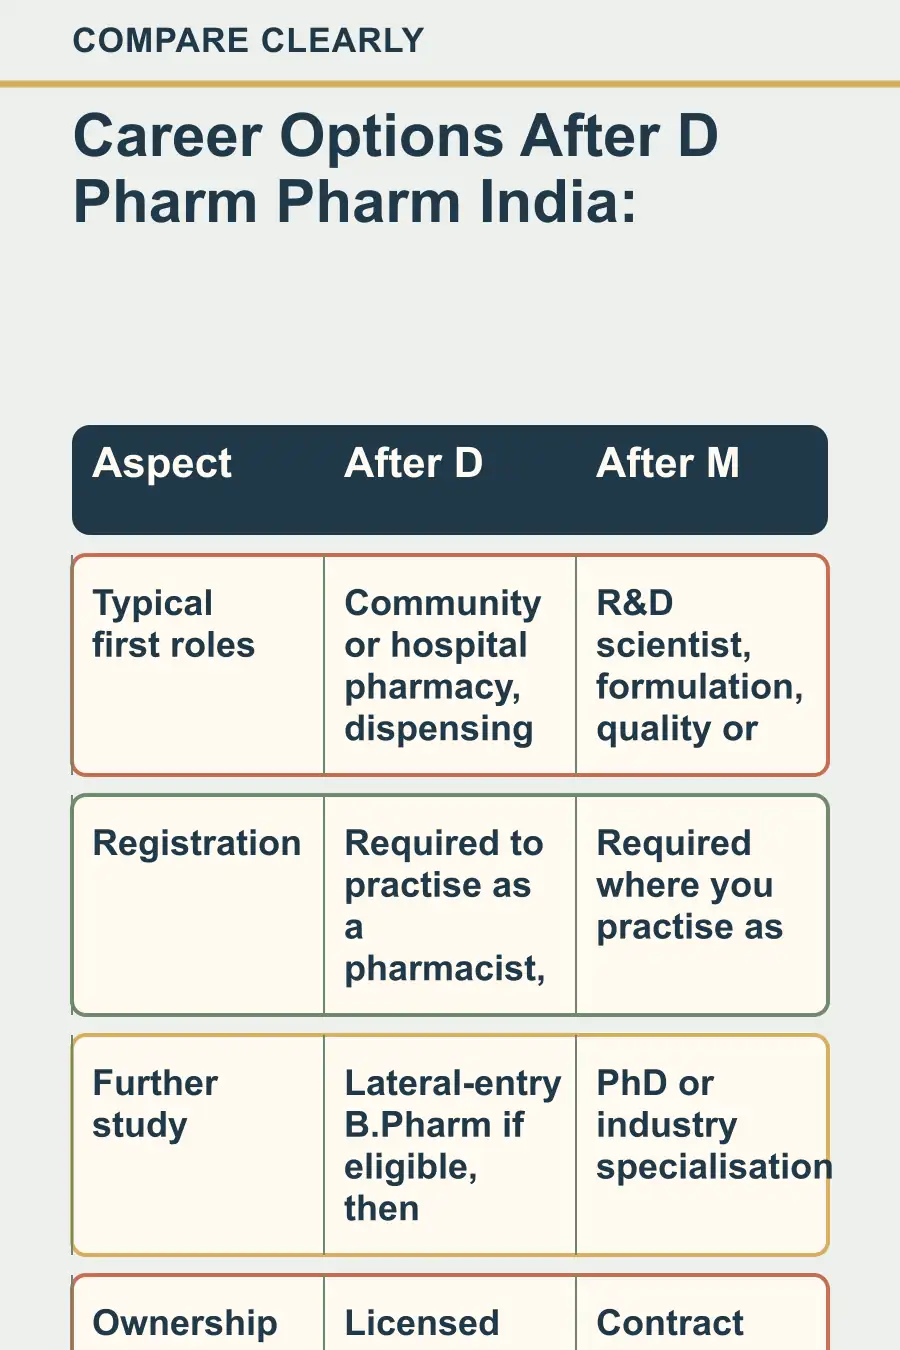 COMPARE CLEARLY
Career Options After D
Pharm Pharm India:
Aspect
After D
After M
Typical
first roles
Community
or hospital
pharmacy,
dispensing
R&D
scientist,
formulation,
quality or
Registration
Required to
practise as
a
pharmacist,
Required
where you
practise as
Further
study
Lateral-entry
B.Pharm if
eligible,
then
PhD or
industry
specialisation
Ownership
Licensed
Contract